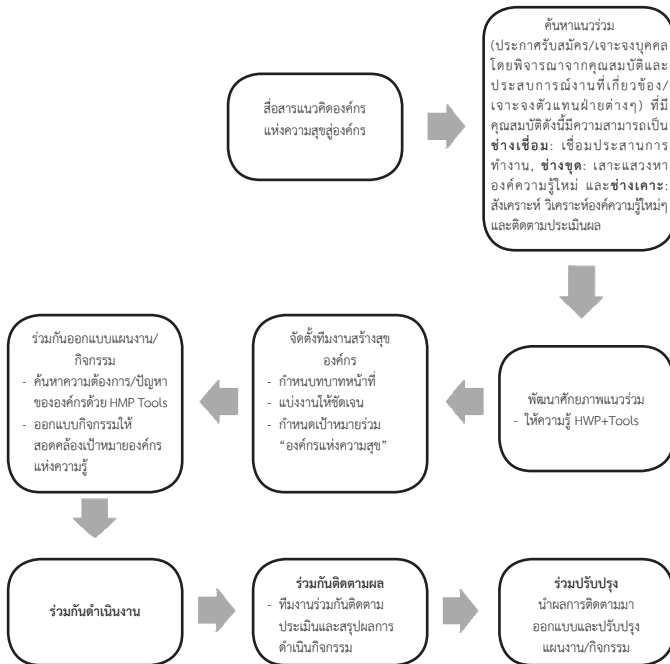 สื่อสารแนวคิดองค์กร
แห่งความสุขสู่องค์กร
ค้นหาแนวร่วม
(ประกาศรับสมัคร/เจาะจงบุคคล
โดยพิจารณาจากคุณสมบัติและ
ประสบการณ์งานที่เกี่ยวข้อง/
เจาะจงตัวแทนฝ่ายต่างๆ) ที่มี
คุณสมบัติดังนี้มีความสามารถเป็น
ช่างเชื่อม: เชื่อมประสานการ
ทำงาน, ช่างขุด: เสาะแสวงหา
องค์ความรู้ใหม่ และช่างเคาะ:
สังเคราะห์ วิเคราะห์องค์ความรู้ใหม่ๆ
และติดตามประเมินผล
พัฒนาศักยภาพแนวร่วม
- ให้ความรู้ HWP+Tools
จัดตั้งทีมงานสร้างสุข
องค์กร
- กำหนบทบาทหน้าที่
- แบ่งงานให้ชัดเจน
- กำหนดเป้าหมายร่วม
“องค์กรแห่งความสุข”
ร่วมกันออกแบบแผนงาน/
กิจกรรม
- ค้นหาความต้องการ/ปัญหา
ขององค์กรด้วย HMP Tools
- ออกแบบกิจกรรมให้
สอดคล้องเป้าหมายองค์กร
แห่งความรู้
ร่วมกันดำเนินงาน
ร่วมกันติดตามผล
- ทีมงานร่วมกันติดตาม
ประเมินและสรุปผลการ
ดำเนินกิจกรรม
ร่วมปรับปรุง
นำผลการติดตามมา
ออกแบบและปรับปรุง
แผนงาน/กิจกรรม